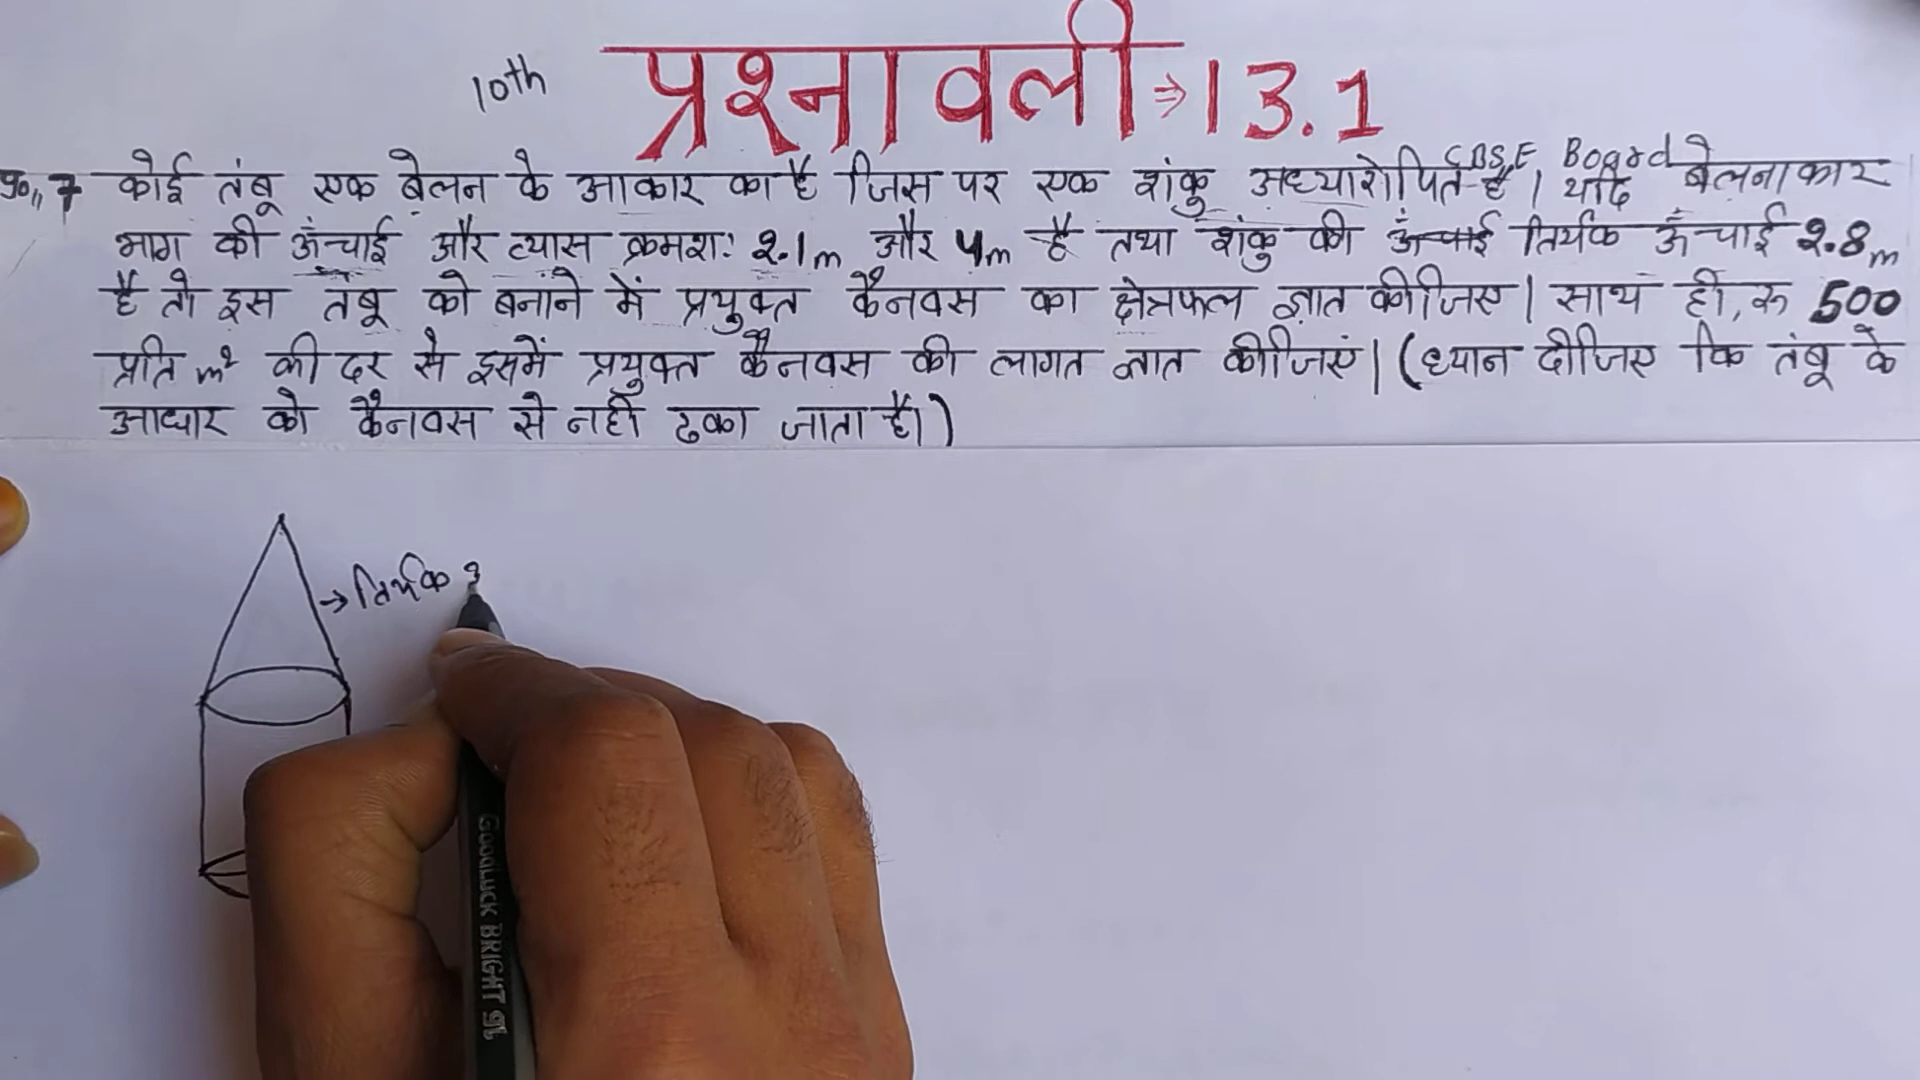 10th प्रश्नावली ⇒ 13.1
CBSE Board
प्र०,, 7 कोई तंबू एक बेलन के आकार का है जिस पर एक शंकु अध्यारोपित है। यदि बेलनाकार
भाग की ऊँचाई और व्यास क्रमश: 2.1m और 4m है तथा शंकु की ऊँचाई तिर्यक ऊँचाई 2.8m
है तो इस तंबू को बनाने में प्रयुक्त कैनवस का क्षेत्रफल ज्ञात कीजिए। साथ ही, रू 500
प्रति m² की दर से इसमें प्रयुक्त कैनवस की लागत ज्ञात कीजिएं। (ध्यान दीजिए कि तंबू के
आधार को कैनवस से नहीं ढका जाता है।)
→ तिर्यक
GOODLUCK BRIGHT